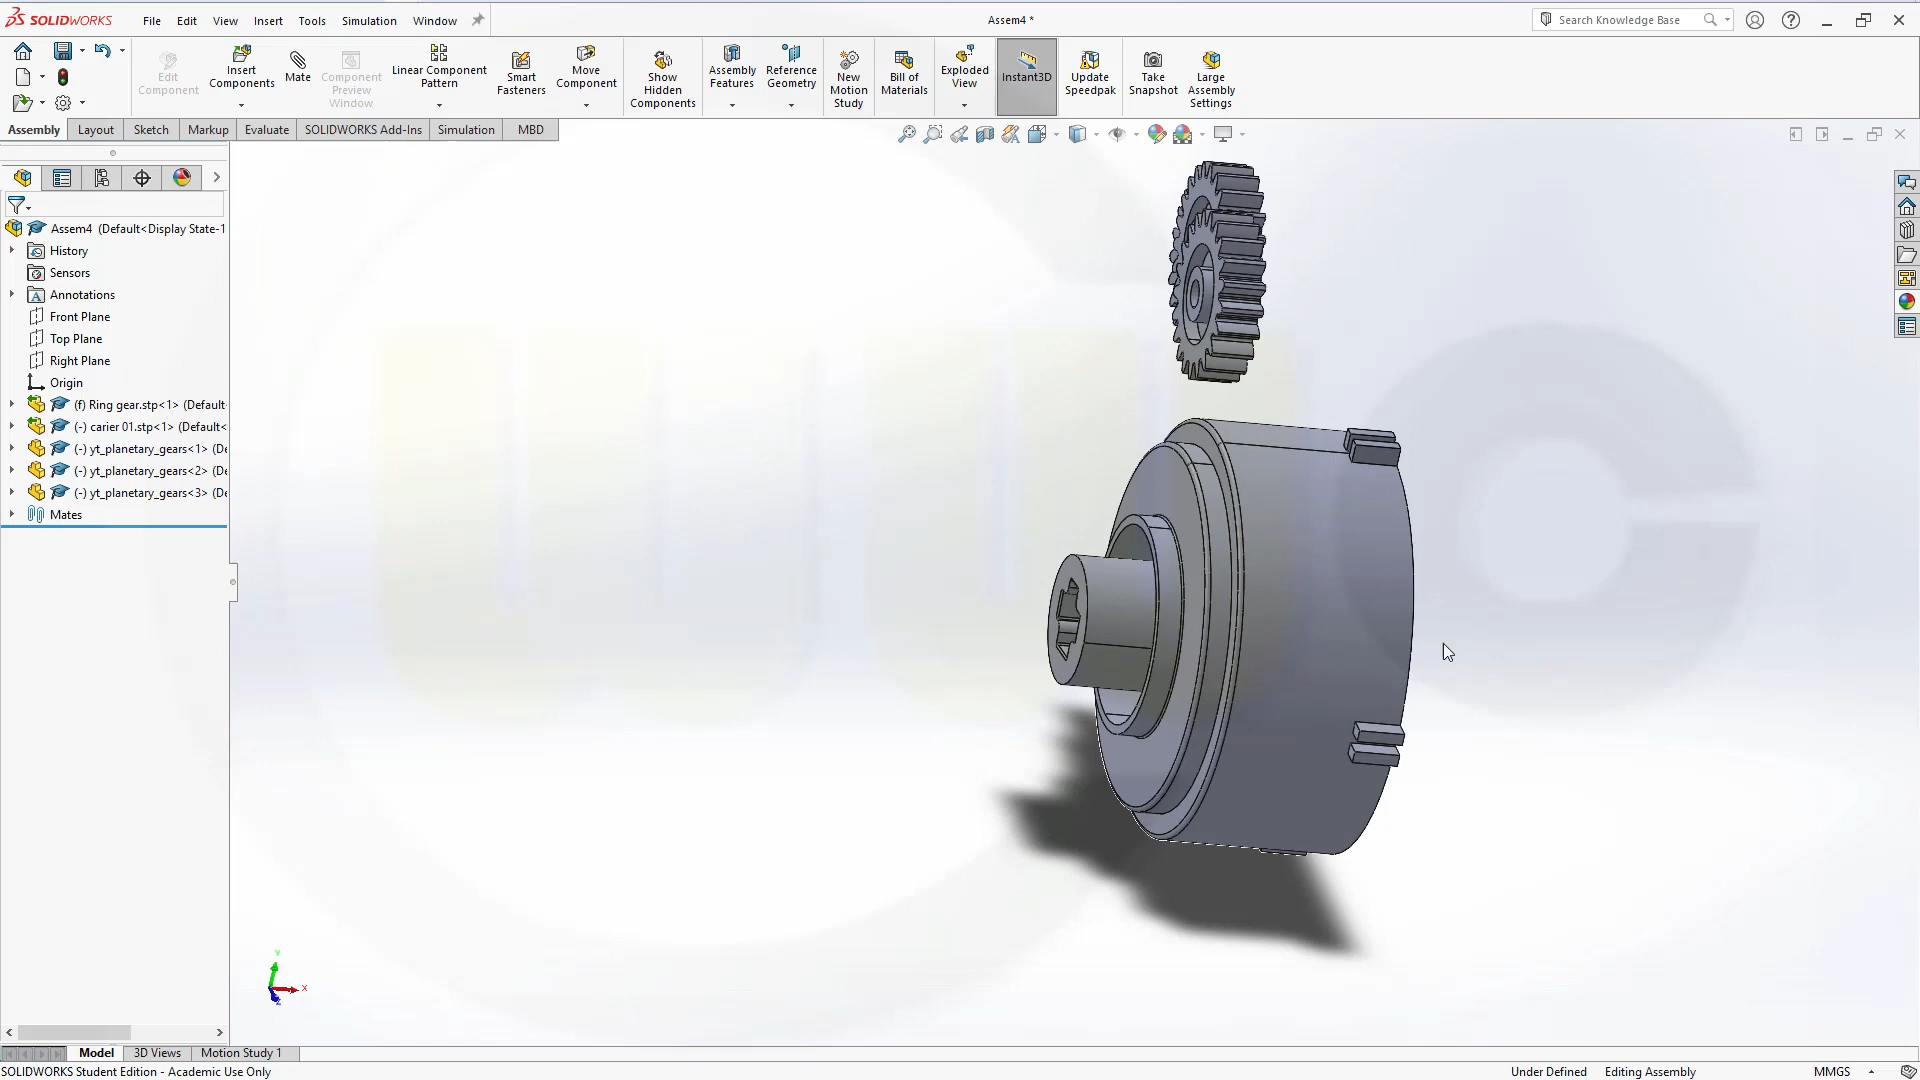 SOLIDWORKS File Edit View Insert Tools Simulation Window Assem4 * Search Knowledge Base
Edit Component
Insert Components
Mate
Component Preview Window
Linear Component Pattern
Smart Fasteners
Move Component
Show Hidden Components
Assembly Features
Reference Geometry
New Motion Study
Bill of Materials
Exploded View
Instant3D
Update Speedpak
Take Snapshot
Large Assembly Settings
Assembly Layout Sketch Markup Evaluate SOLIDWORKS Add-Ins Simulation MBD
Assem4 (Default<Display State-1
History
Sensors
Annotations
Front Plane
Top Plane
Right Plane
Origin
(f) Ring gear.stp<1> (Default
(-) carier 01.stp<1> (Default<
(-) yt_planetary_gears<1> (De
(-) yt_planetary_gears<2> (De
(-) yt_planetary_gears<3> (De
Mates
Y
X
Z
Model 3D Views Motion Study 1
SOLIDWORKS Student Edition - Academic Use Only Under Defined Editing Assembly MMGS